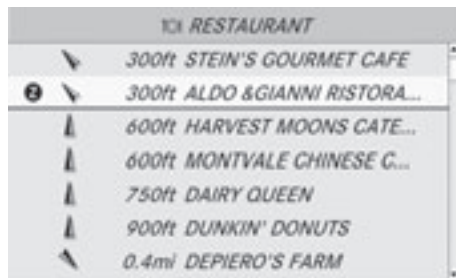 RESTAURANT
300ft STEIN'S GOURMET CAFE
2 300ft ALDO &GIANNI RISTORA...
600ft HARVEST MOONS CATE...
600ft MONTVALE CHINESE C...
750ft DAIRY QUEEN
900ft DUNKIN' DONUTS
0.4mi DEPIERO'S FARM